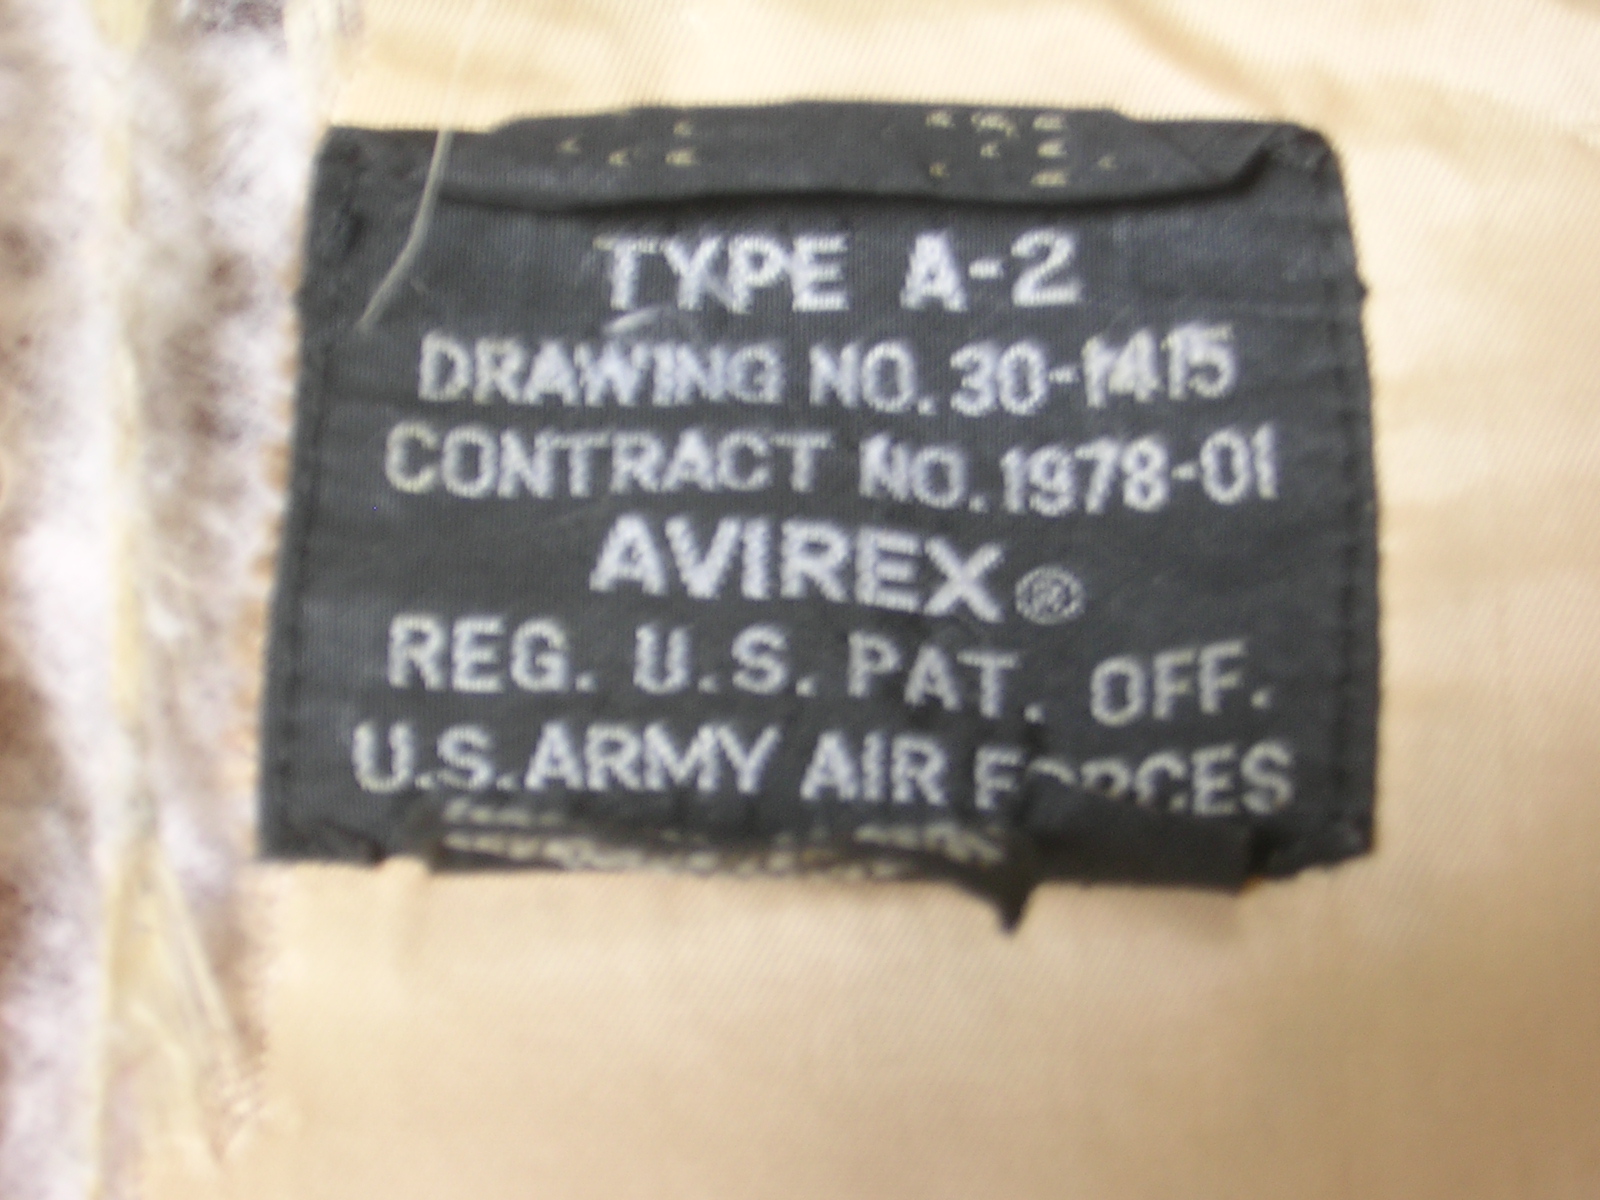 TYPE A-2
DRAWING NO. 30-1415
CONTRACT NO. 1978-01
AVIREX®
REG. U.S. PAT. OFF.
U.S. ARMY AIR FORCES